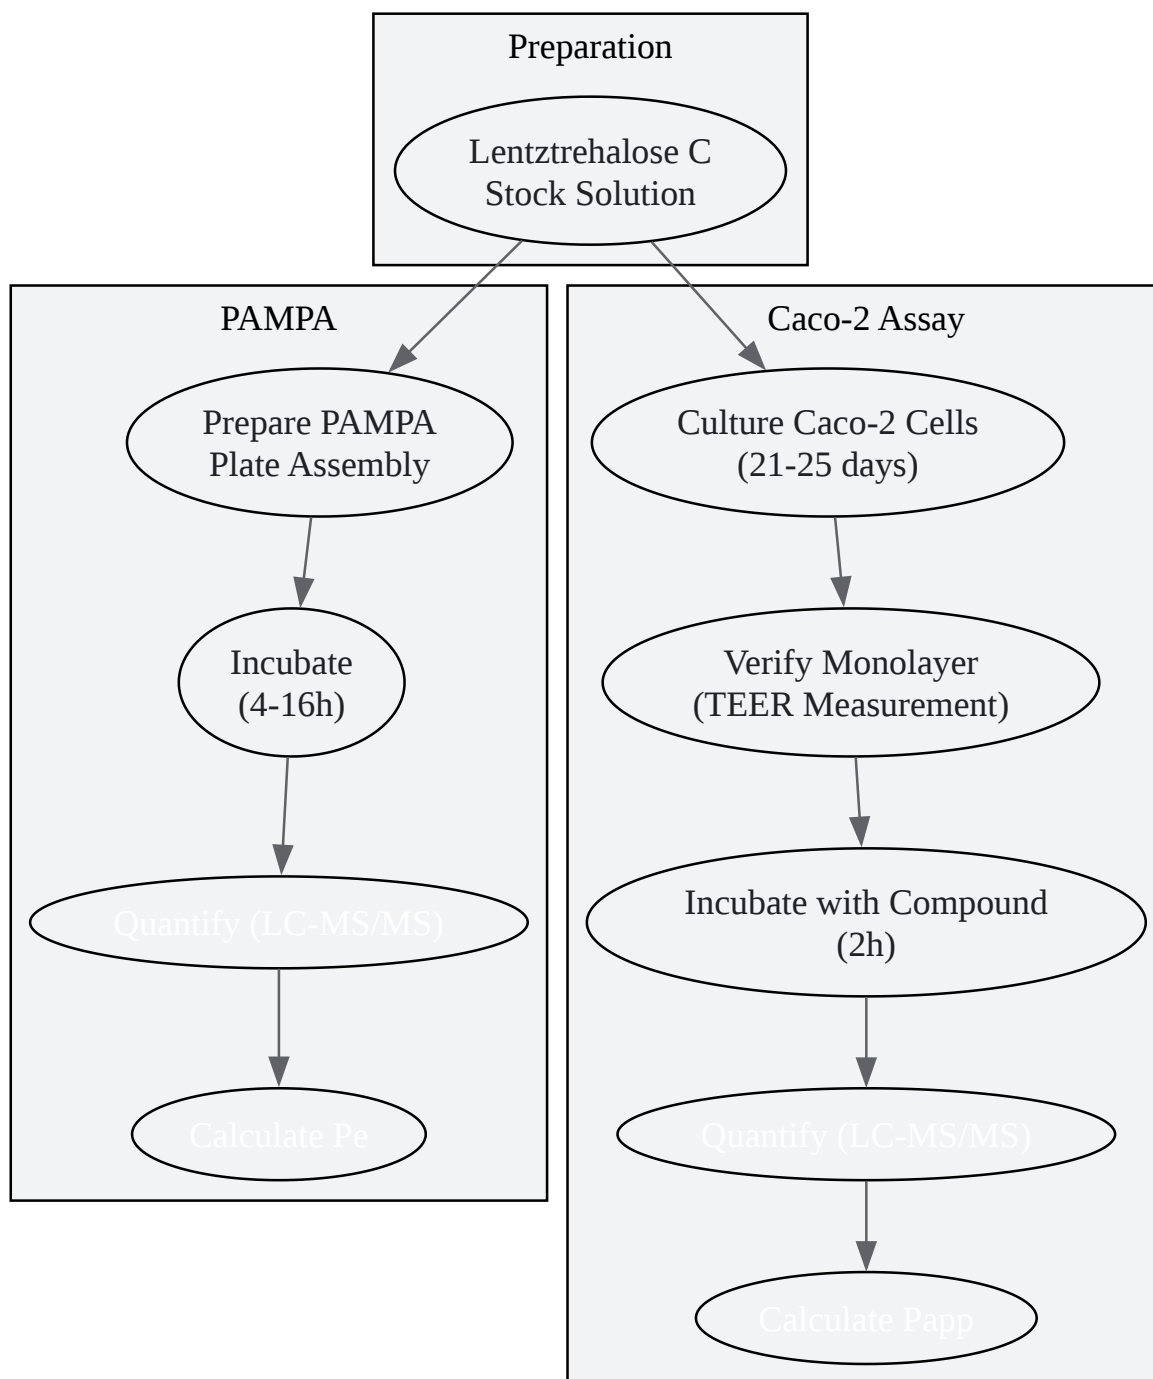 Preparation
Lentztrehalose C
Stock Solution
PAMPA
Prepare PAMPA
Plate Assembly
Incubate
(4-16h)
Quantify (LC-MS/MS)
Calculate Pe
Caco-2 Assay
Culture Caco-2 Cells
(21-25 days)
Verify Monolayer
(TEER Measurement)
Incubate with Compound
(2h)
Quantify (LC-MS/MS)
Calculate Papp